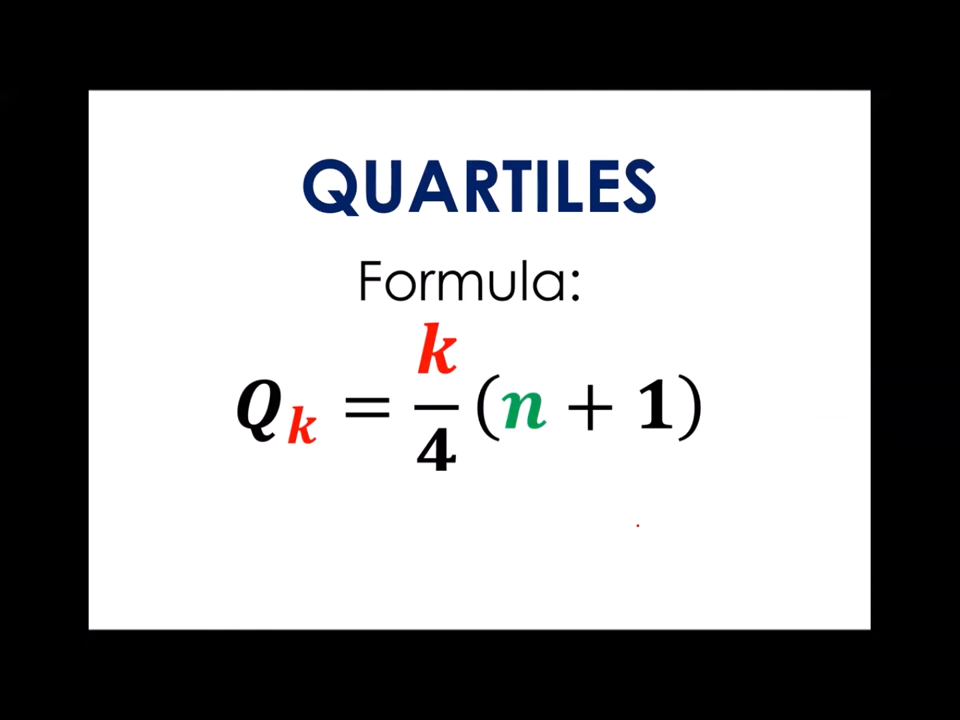 QUARTILES
Formula:
Qₖ = k/4 (n + 1)